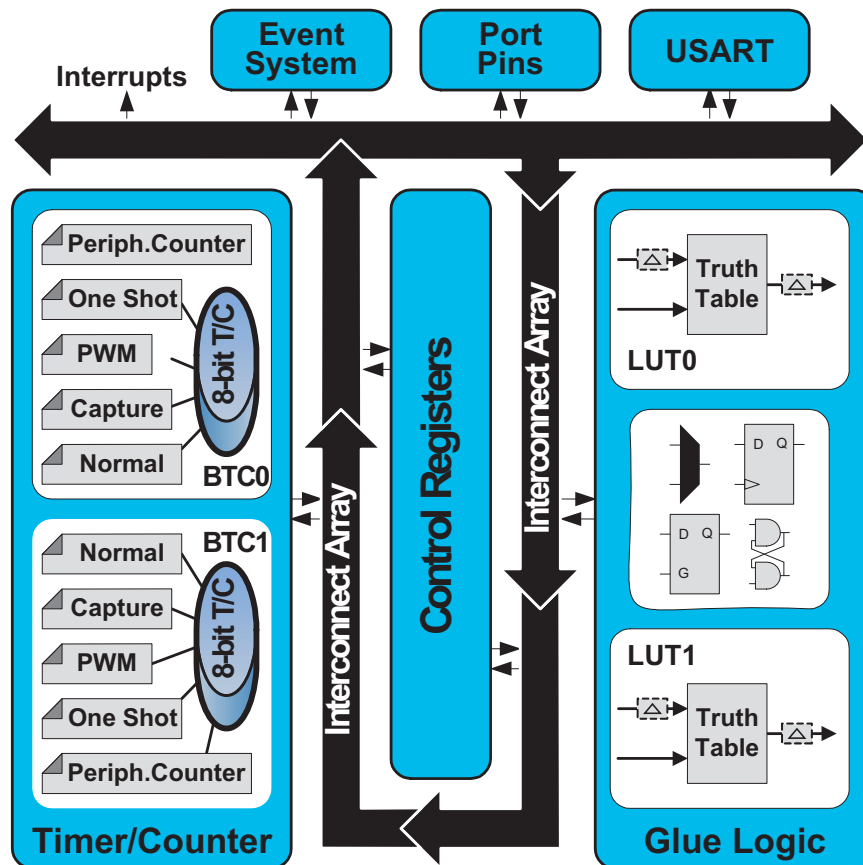 Event
System
Port
Pins
USART
Interrupts
Periph.Counter
One Shot
PWM
Capture
Normal
8-bit T/C
BTC0
Normal
Capture
PWM
One Shot
Periph.Counter
8-bit T/C
BTC1
Timer/Counter
Interconnect Array
Control Registers
Interconnect Array
Truth
Table
LUT0
D Q
D Q
G
LUT1
Truth
Table
Glue Logic